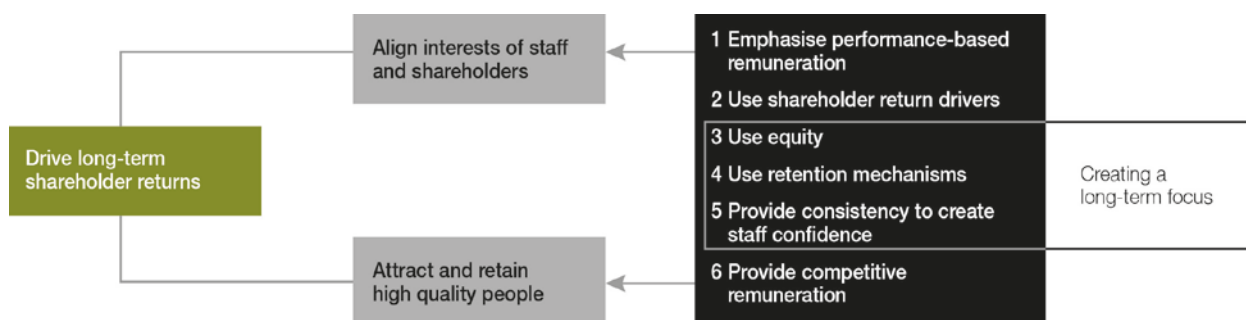 Drive long-term
shareholder returns
Align interests of staff
and shareholders
Attract and retain
high quality people
1 Emphasise performance-based
remuneration
2 Use shareholder return drivers
3 Use equity
4 Use retention mechanisms
5 Provide consistency to create
staff confidence
6 Provide competitive
remuneration
Creating a
long-term focus